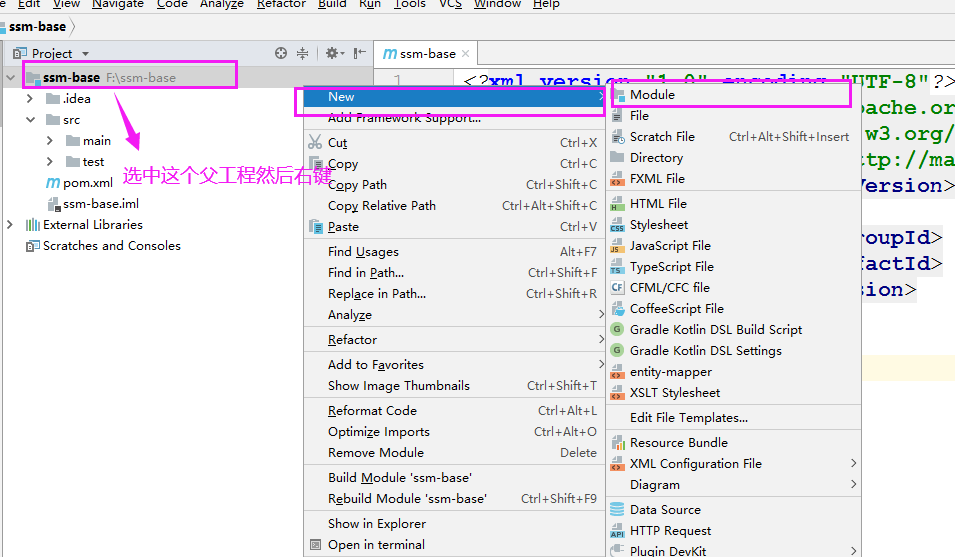 Edit View Navigate Code Analyze Refactor Build Run Tools VCS Window Help
ssm-base
Project
ssm-base F:\ssm-base
.idea
src
main
test
pom.xml
ssm-base.iml
External Libraries
Scratches and Consoles
选中这个父工程然后右键
ssm-base
1
<?xml version="1.0" encoding="UTF-8"?>
pache.or
w3.org/
ttp://ma
Version>
roupId>
factId>
sion>
New
Add Framework Support...
Cut Ctrl+X
Copy Ctrl+C
Copy Path Ctrl+Shift+C
Copy Relative Path Ctrl+Alt+Shift+C
Paste Ctrl+V
Find Usages Alt+F7
Find in Path... Ctrl+Shift+F
Replace in Path... Ctrl+Shift+R
Analyze
Refactor
Add to Favorites
Show Image Thumbnails Ctrl+Shift+T
Reformat Code Ctrl+Alt+L
Optimize Imports Ctrl+Alt+O
Remove Module Delete
Build Module 'ssm-base'
Rebuild Module 'ssm-base' Ctrl+Shift+F9
Show in Explorer
Open in terminal
Module
File
Scratch File Ctrl+Alt+Shift+Insert
Directory
FXML File
HTML File
Stylesheet
JavaScript File
TypeScript File
CFML/CFC file
CoffeeScript File
Gradle Kotlin DSL Build Script
Gradle Kotlin DSL Settings
entity-mapper
XSLT Stylesheet
Edit File Templates...
Resource Bundle
XML Configuration File
Diagram
Data Source
HTTP Request
Plugin DevKit